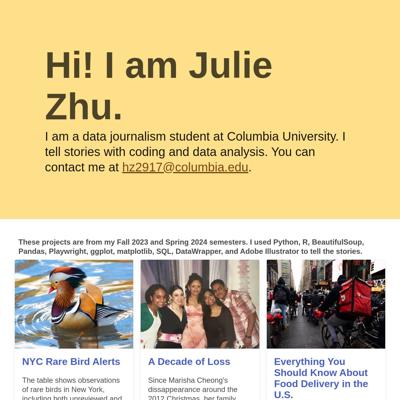 Hi! I am Julie
Zhu.
I am a data journalism student at Columbia University. I
tell stories with coding and data analysis. You can
contact me at hz2917@columbia.edu.
These projects are from my Fall 2023 and Spring 2024 semesters. I used Python, R, BeautifulSoup,
Pandas, Playwright, ggplot, matplotlib, SQL, DataWrapper, and Adobe Illustrator to tell the stories.
NYC Rare Bird Alerts
The table shows observations
of rare birds in New York,
including both unreviewed and
A Decade of Loss
Since Marisha Cheong's
dissappearance around the
2012 Christmas, her family
Everything You
Should Know About
Food Delivery in the
U.S.